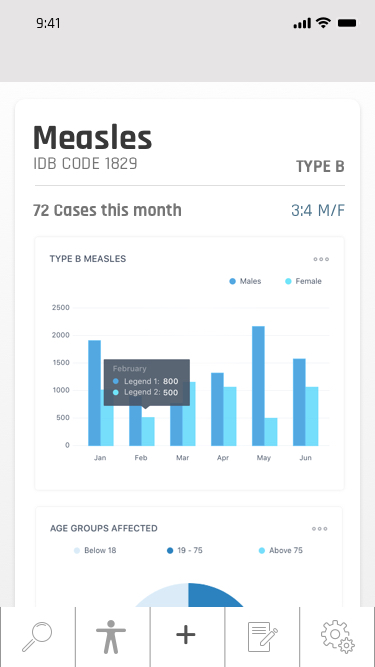 9:41
Measles
IDB CODE 1829
TYPE B
72 Cases this month
3:4 M/F
TYPE B MEASLES
Males
Female
2500
2000
1500
1000
500
0
February
Legend 1: 800
Legend 2: 500
Jan
Feb
Mar
Apr
May
Jun
AGE GROUPS AFFECTED
Below 18
19 - 75
Above 75